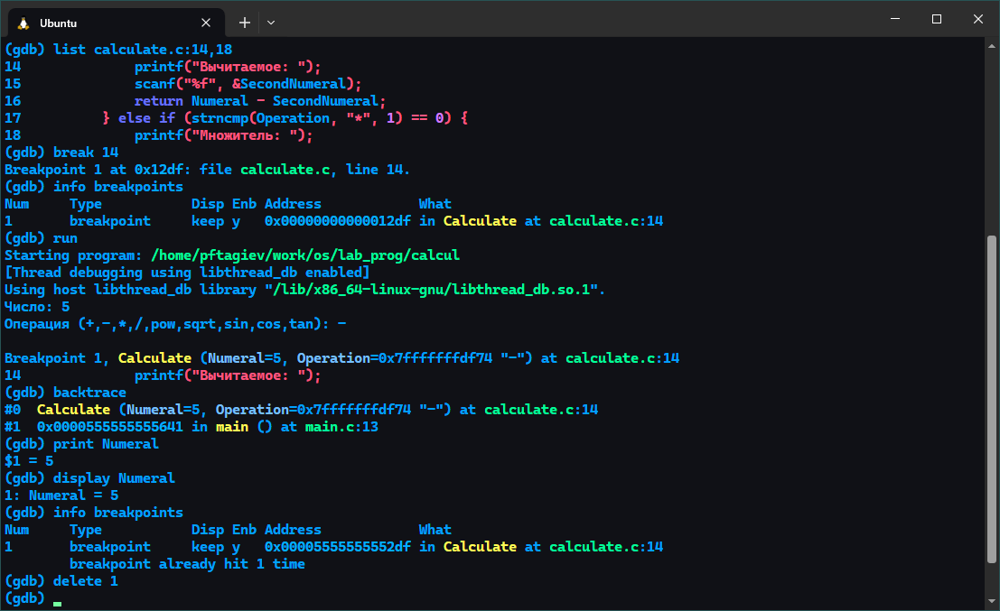 Ubuntu
(gdb) list calculate.c:14,18
14              printf("Вычитаемое: ");
15              scanf("%f", &SecondNumeral);
16              return Numeral - SecondNumeral;
17          } else if (strncmp(Operation, "*", 1) == 0) {
18              printf("Множитель: ");
(gdb) break 14
Breakpoint 1 at 0x12df: file calculate.c, line 14.
(gdb) info breakpoints
Num     Type           Disp Enb Address            What
1       breakpoint     keep y   0x00000000000012df in Calculate at calculate.c:14
(gdb) run
Starting program: /home/pftagiev/work/os/lab_prog/calcul
[Thread debugging using libthread_db enabled]
Using host libthread_db library "/lib/x86_64-linux-gnu/libthread_db.so.1".
Число: 5
Операция (+,-,*,/,pow,sqrt,sin,cos,tan): -
Breakpoint 1, Calculate (Numeral=5, Operation=0x7fffffffdf74 "-") at calculate.c:14
14              printf("Вычитаемое: ");
(gdb) backtrace
#0  Calculate (Numeral=5, Operation=0x7fffffffdf74 "-") at calculate.c:14
#1  0x0000555555555641 in main () at main.c:13
(gdb) print Numeral
$1 = 5
(gdb) display Numeral
1: Numeral = 5
(gdb) info breakpoints
Num     Type           Disp Enb Address            What
1       breakpoint     keep y   0x00005555555552df in Calculate at calculate.c:14
        breakpoint already hit 1 time
(gdb) delete 1
(gdb)